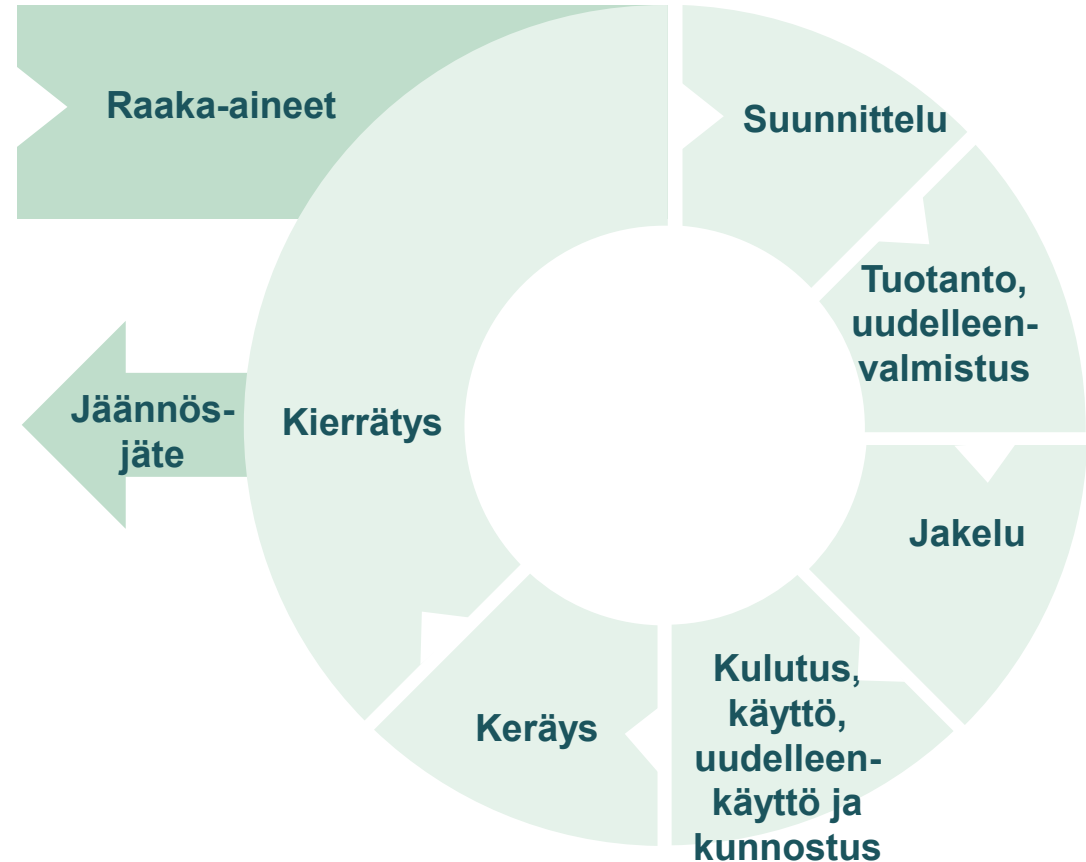 Raaka-aineet
Suunnittelu
Tuotanto,
uudelleen-
valmistus
Jakelu
Kulutus,
käyttö,
uudelleen-
käyttö ja
kunnostus
Keräys
Kierrätys
Jäännös-
jäte